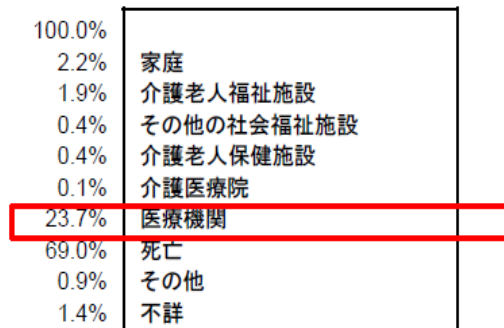 100.0%
2.2% 家庭
1.9% 介護老人福祉施設
0.4% その他の社会福祉施設
0.4% 介護老人保健施設
0.1% 介護医療院
23.7% 医療機関
69.0% 死亡
0.9% その他
1.4% 不詳